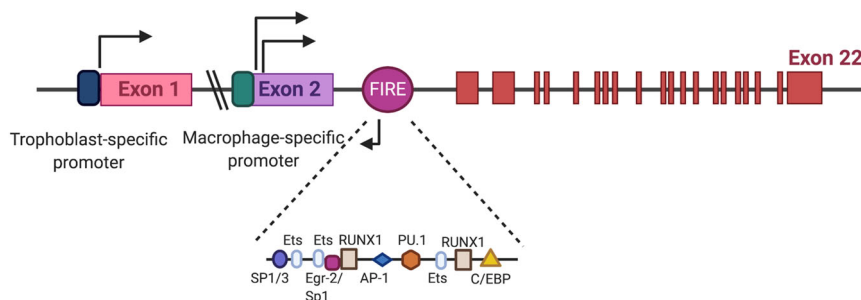 Exon 1
Exon 2
FIRE
Exon 22
Trophoblast-specific
promoter
Macrophage-specific
promoter
Ets
Ets
RUNX1
PU.1
RUNX1
SP1/3
Egr-2/
Sp1
AP-1
Ets
C/EBP